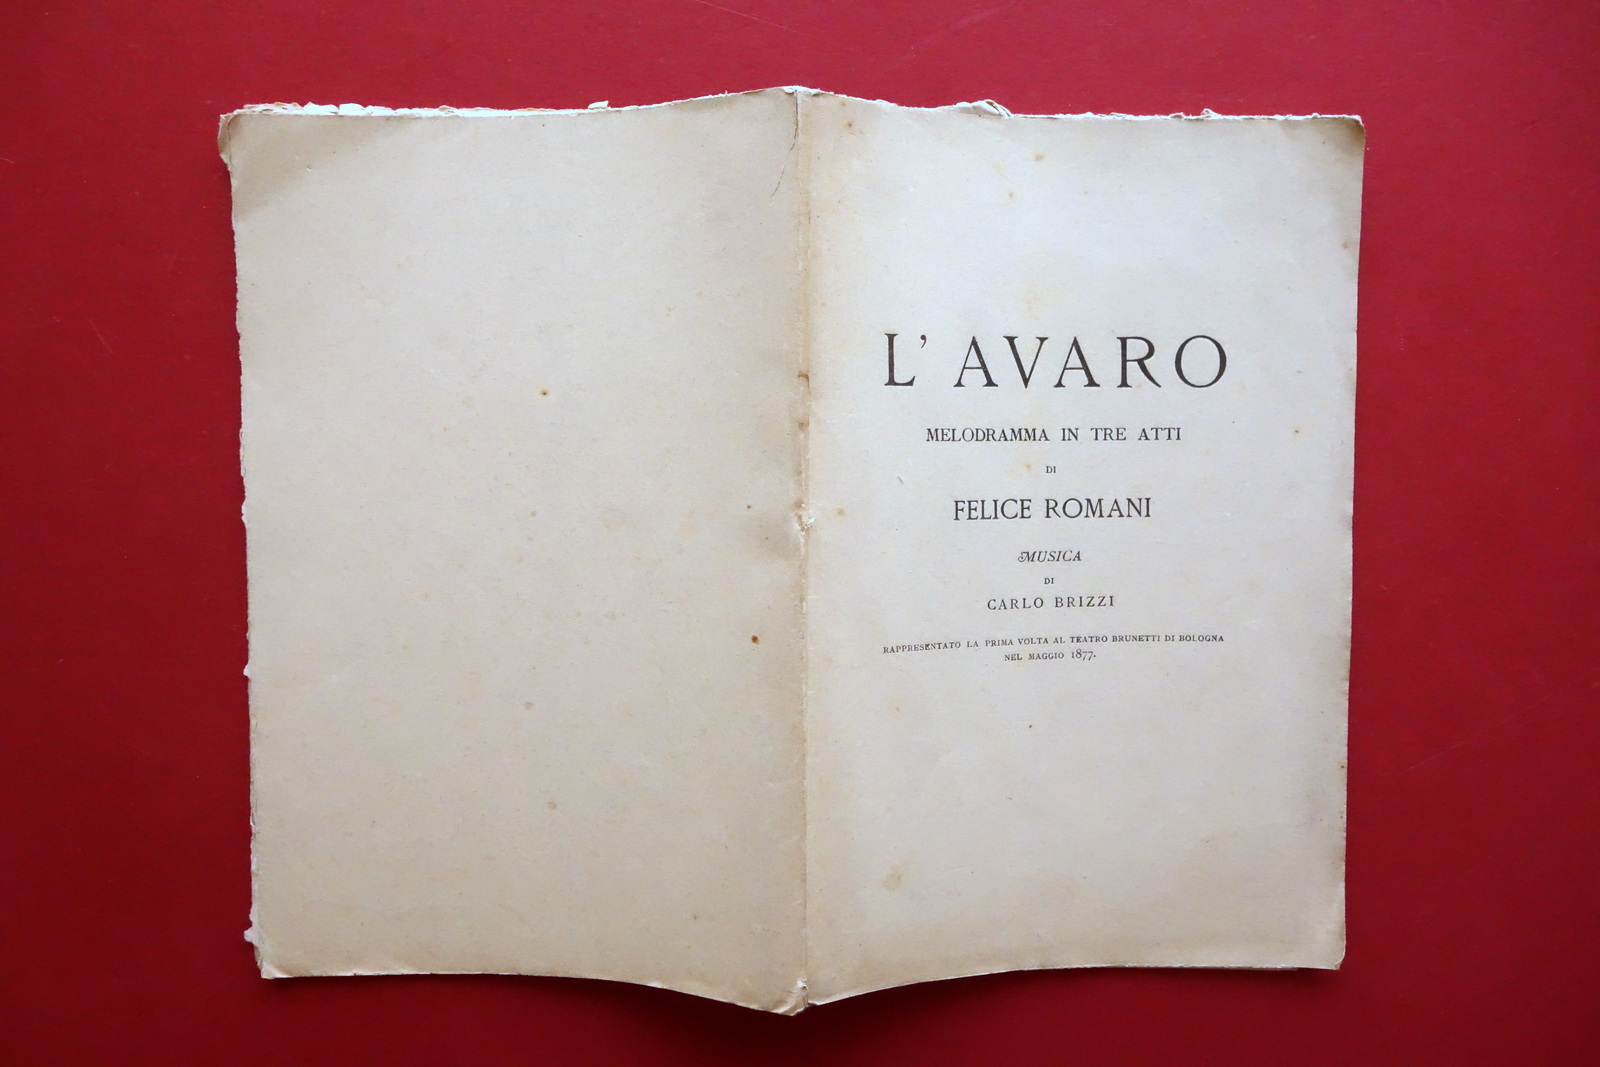 L' AVARO
MELODRAMMA IN TRE ATTI
DI
FELICE ROMANI
MUSICA
DI
CARLO BRIZZI
RAPPRESENTATO LA PRIMA VOLTA AL TEATRO BRUNETTI DI BOLOGNA
NEL MAGGIO 1877.